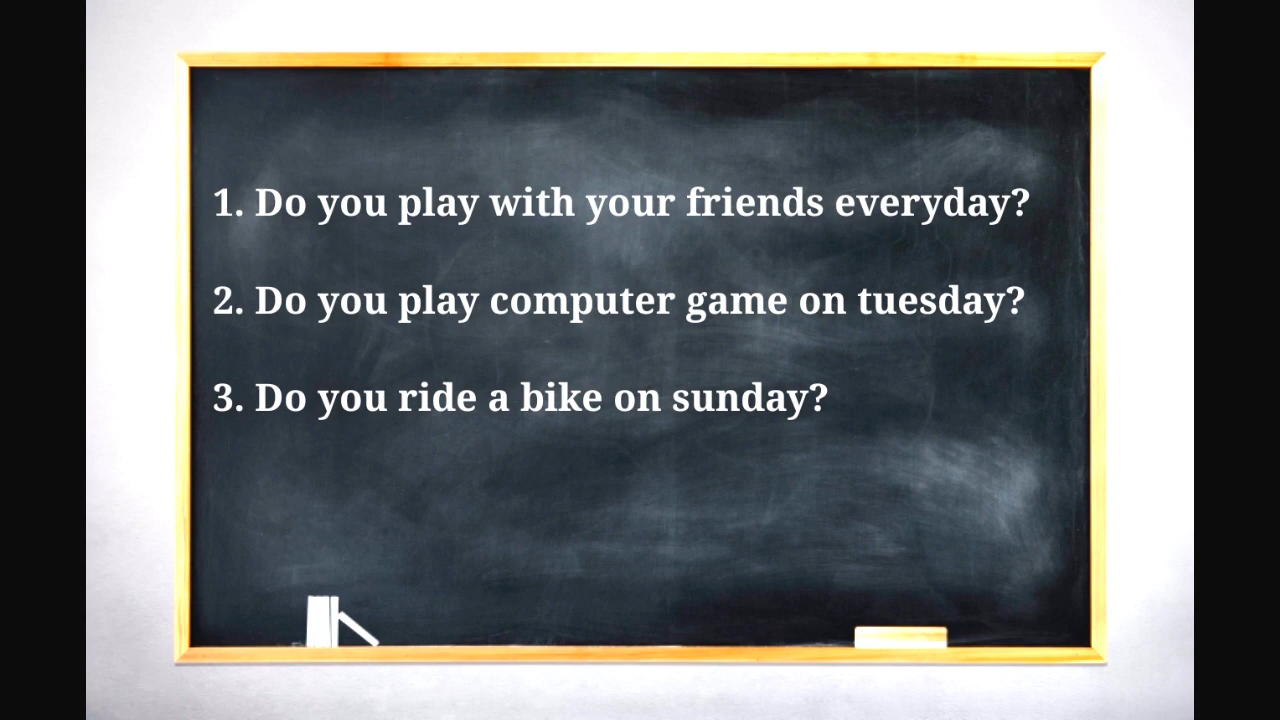 1. Do you play with your friends everyday?
2. Do you play computer game on tuesday?
3. Do you ride a bike on sunday?